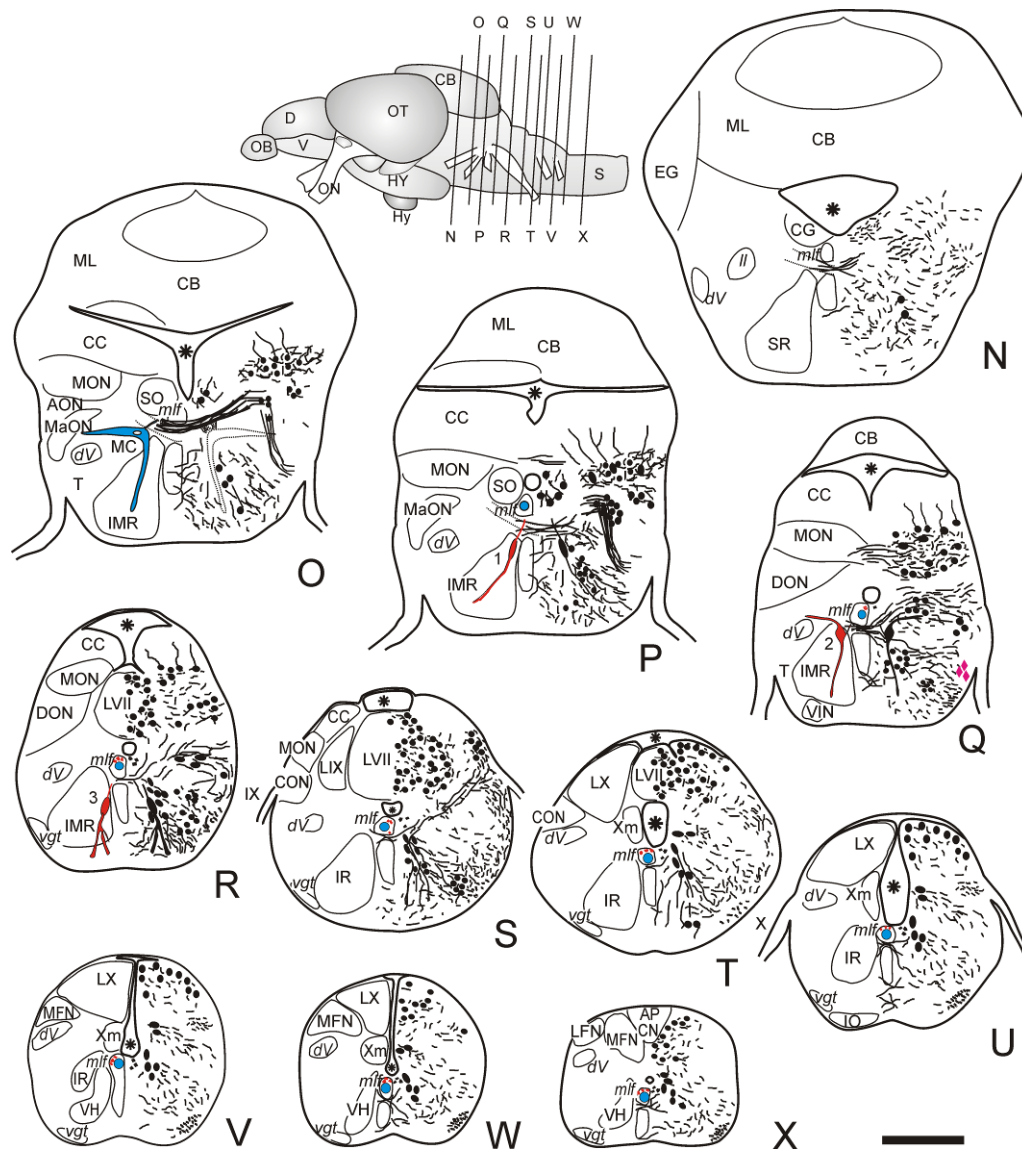 O Q S U W
CB
D
OT
OB
V
ON
HY
Hy
S
N P R T V X
ML
CB
EG
CG
mlf
ll
dV
SR
N
ML
CB
CC
MON
SO
mlf
AON
MaON
MC
dV
T
IMR
O
ML
CB
CC
MON
SO
MaON
mlf
dV
1
IMR
P
CB
CC
MON
DON
mlf
dV
2
T
IMR
VIN
Q
CC
MON
LVII
DON
mlf
dV
3
IMR
vgt
R
CC
MON
LIX
LVII
CON
IX
dV
mlf
IR
vgt
S
LX
LVII
CON
Xm
dV
mlf
IR
vgt
X
T
LX
dV
Xm
mlf
IR
vgt
IO
U
LX
MFN
dV
Xm
mlf
IR
VH
vgt
V
LX
MFN
dV
Xm
mlf
VH
vgt
W
AP
LFN
CN
MFN
dV
mlf
VH
vgt
X